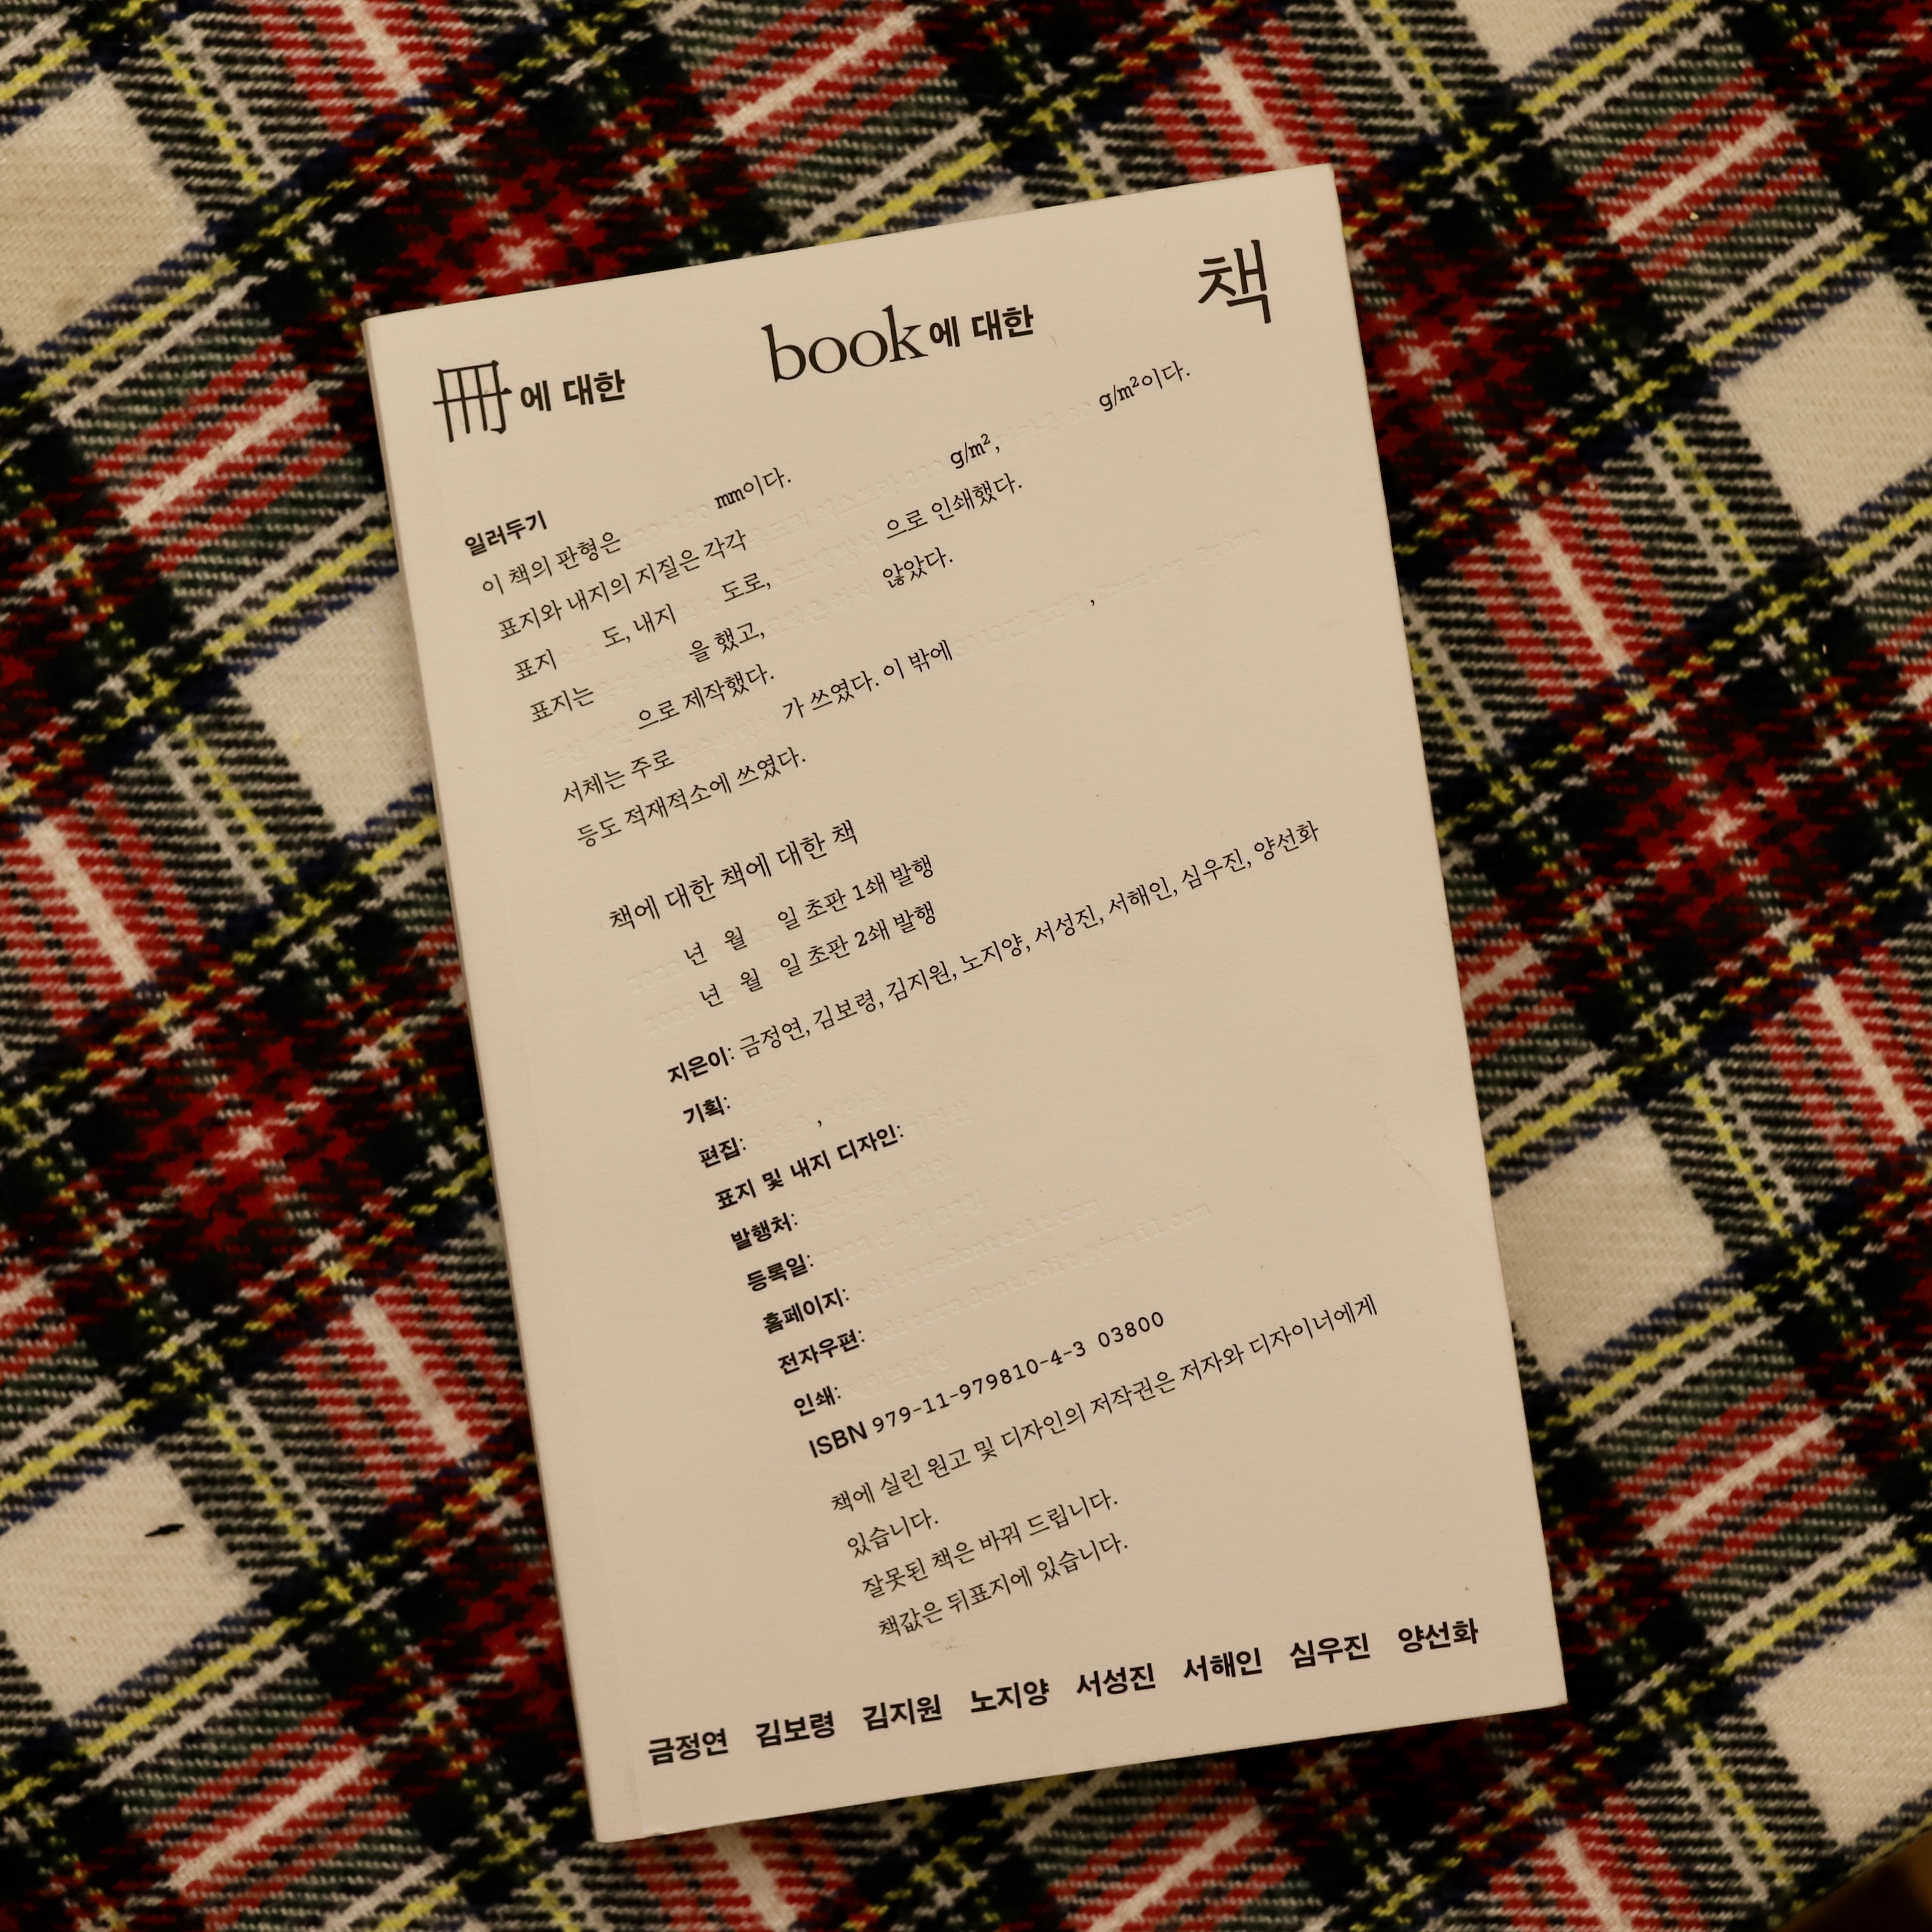 冊에 대한 book에 대한 책
일러두기
이 책의 판형은 mm이다.
표지와 내지의 지질은 각각 g/m², g/m²이다.
표지 도, 내지 도로, 으로 인쇄했다.
표지는 을 했고, 않았다.
으로 제작했다.
서체는 주로 가 쓰였다. 이 밖에 ,
등도 적재적소에 쓰였다.
책에 대한 책에 대한 책
년 월 일 초판 1쇄 발행
년 월 일 초판 2쇄 발행
지은이: 금정연, 김보령, 김지원, 노지양, 서성진, 서해인, 심우진, 양선화
기획:
편집: ,
표지 및 내지 디자인:
발행처:
등록일:
홈페이지:
전자우편:
인쇄:
ISBN 979-11-979810-4-3 03800
책에 실린 원고 및 디자인의 저작권은 저자와 디자이너에게
있습니다.
잘못된 책은 바꿔 드립니다.
책값은 뒤표지에 있습니다.
금정연 김보령 김지원 노지양 서성진 서해인 심우진 양선화